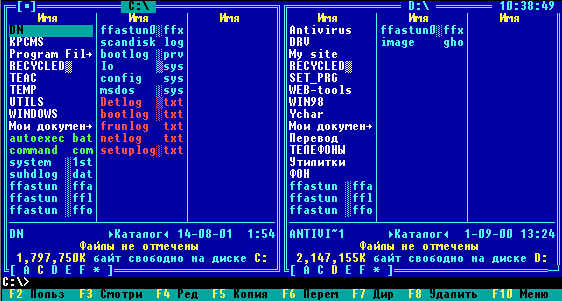 [■] C:\ D:\ 10:38:49
Имя Имя Имя Имя Имя Имя
DN ffastun0 ffx Antivirus ffastun0 ffx
KPCMS scandisk log DRV image gho
Program Fil→ bootlog prv My site
RECYCLED Io sys RECYCLED
TEAC config sys SET_PRG
TEMP msdos sys WEB-tools
UTILS Detlog txt WIN98
WINDOWS bootlog txt Ychar
Мои докумен→ frunlog txt Мои докумен→
autoexec bat netlog txt Перевод
command com setuplog txt ТЕЛЕФОНЫ
system 1st Утилитки
suhdlog dat ФОН
ffastun ffa ffastun ffa
ffastun ffl ffastun ffl
ffastun ffo ffastun ffo
DN ►Каталог◄ 14-08-01 1:54 ANTIVI~1 ►Каталог◄ 1-09-00 13:24
Файлы не отмечены Файлы не отмечены
1,797,750K байт свободно на диске C: 2,147,155K байт свободно на диске D:
[ A C D E F * ] [ A C D E F * ]
C:\>
F2 Польз F3 Смотри F4 Ред F5 Копия F6 Перем F7 Дир F8 Удалить F10 Меню